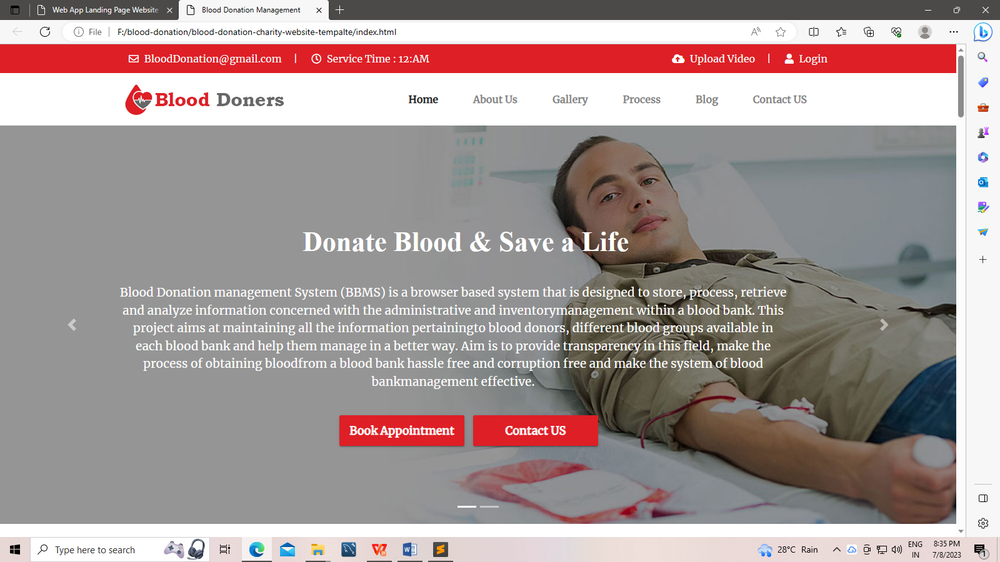 Web App Landing Page Website
Blood Donation Management
File
F:/blood-donation/blood-donation-charity-website-tempalte/index.html
BloodDonation@gmail.com | Service Time : 12:AM
Upload Video | Login
Blood Doners
Home About Us Gallery Process Blog Contact US
Donate Blood & Save a Life
Blood Donation management System (BBMS) is a browser based system that is designed to store, process, retrieve
and analyze information concerned with the administrative and inventorymanagement within a blood bank. This
project aims at maintaining all the information pertainingto blood donors, different blood groups available in
each blood bank and help them manage in a better way. Aim is to provide transparency in this field, make the
process of obtaining bloodfrom a blood bank hassle free and corruption free and make the system of blood
bankmanagement effective.
Book Appointment
Contact US
Type here to search
28°C Rain
ENG
IN
8:35 PM
7/8/2023
1